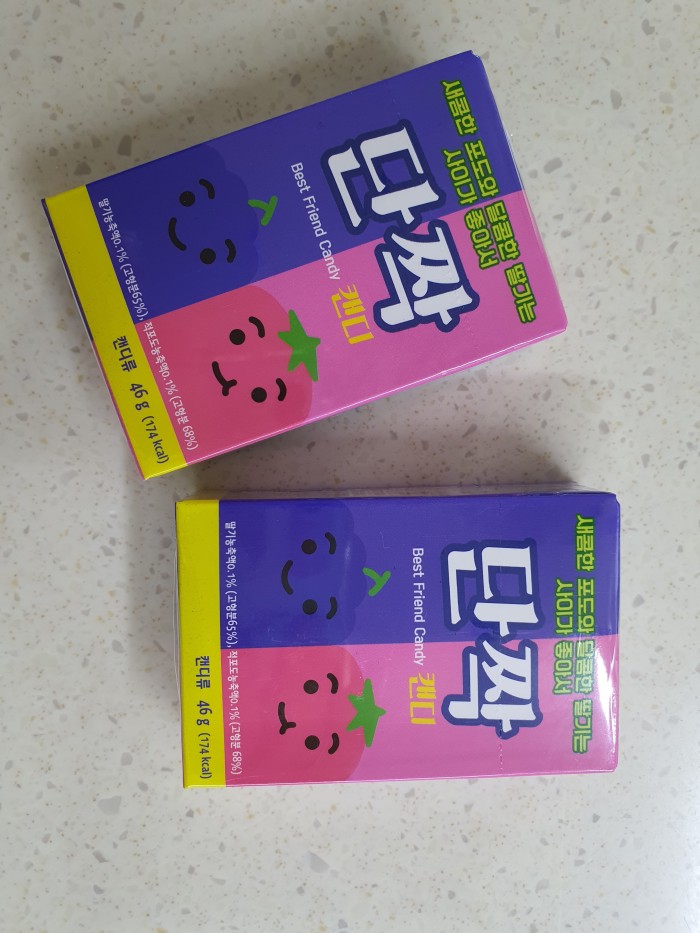 새콤한 포도와 달콤한 딸기는
사이가 좋아서
단짝
Best Friend Candy 캔디
딸기농축액0.1% (고형분65%), 적포도농축액0.1% (고형분 68%)
캔디류 46 g (174 kcal)
새콤한 포도와 달콤한 딸기는
사이가 좋아서
단짝
Best Friend Candy 캔디
딸기농축액0.1% (고형분65%), 적포도농축액0.1% (고형분 68%)
캔디류 46 g (174 kcal)